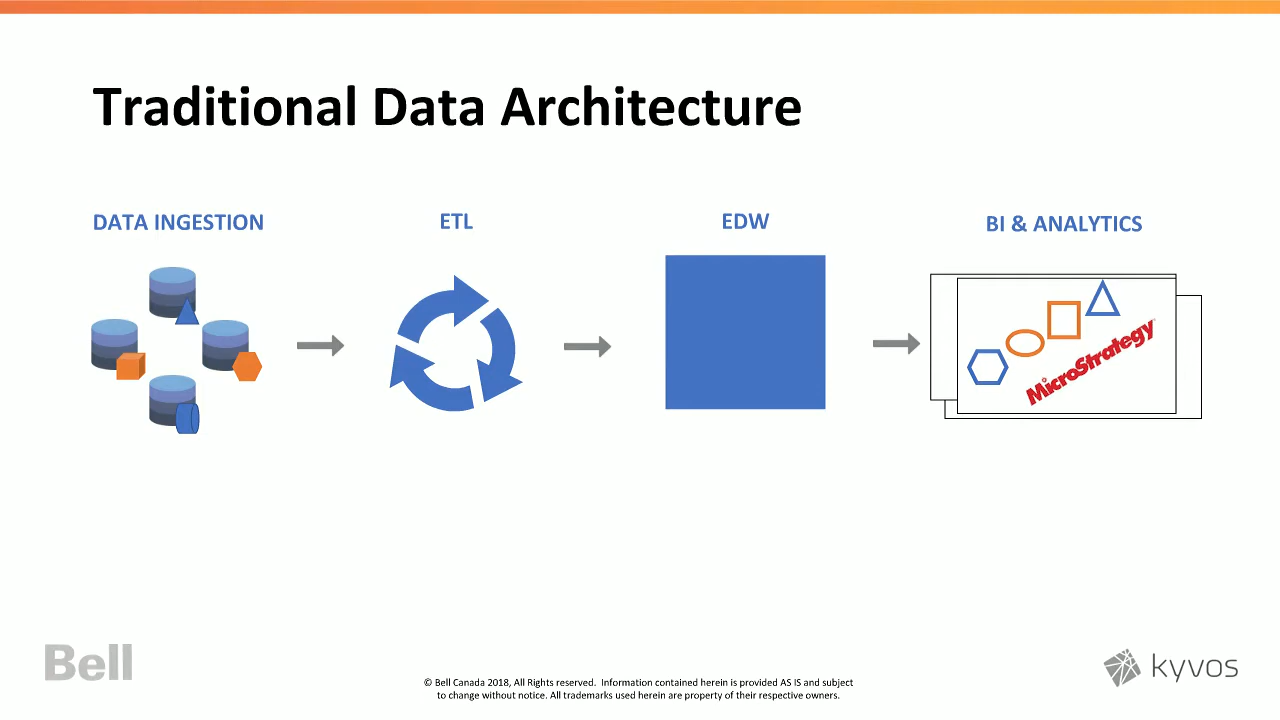 Traditional Data Architecture
DATA INGESTION
ETL
EDW
BI & ANALYTICS
MicroStrategy
Bell
© Bell Canada 2018, All Rights reserved. Information contained herein is provided AS IS and subject
to change without notice. All trademarks used herein are property of their respective owners.
kyvos